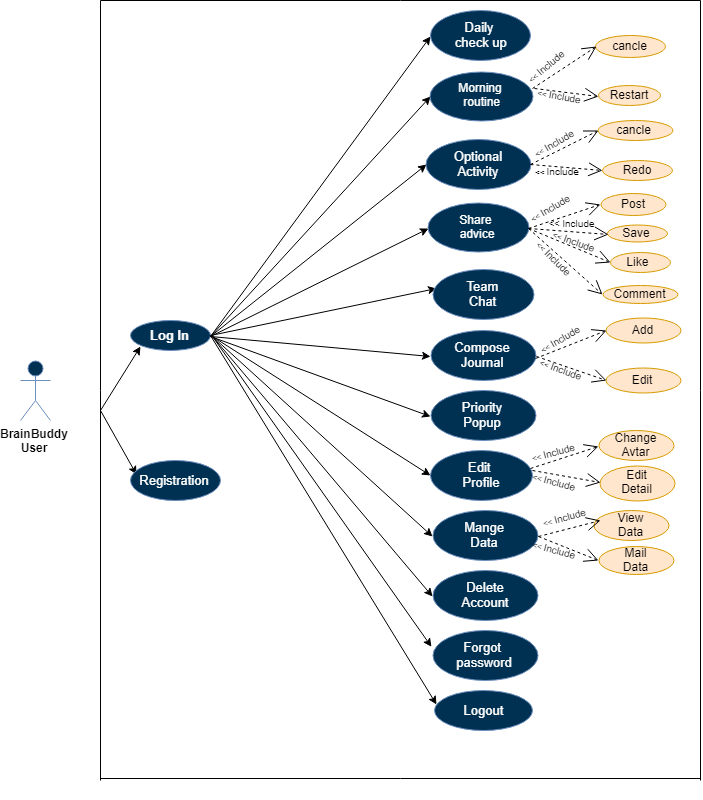 Daily
check up
<< Include
cancle
Morning
routine
<< Include
Restart
<< Include
cancle
Optional
Activity
<< Include
Redo
<< Include
Post
Share
advice
<< Include
Save
<< Include
Like
<< Include
Comment
Team
Chat
Log In
<< Include
Add
Compose
Journal
<< Include
Edit
BrainBuddy
User
Priority
Popup
Registration
<< Include
Change
Avtar
Edit
Profile
<< Include
Edit
Detail
<< Include
View
Data
Mange
Data
<< Include
Mail
Data
Delete
Account
Forgot
password
Logout